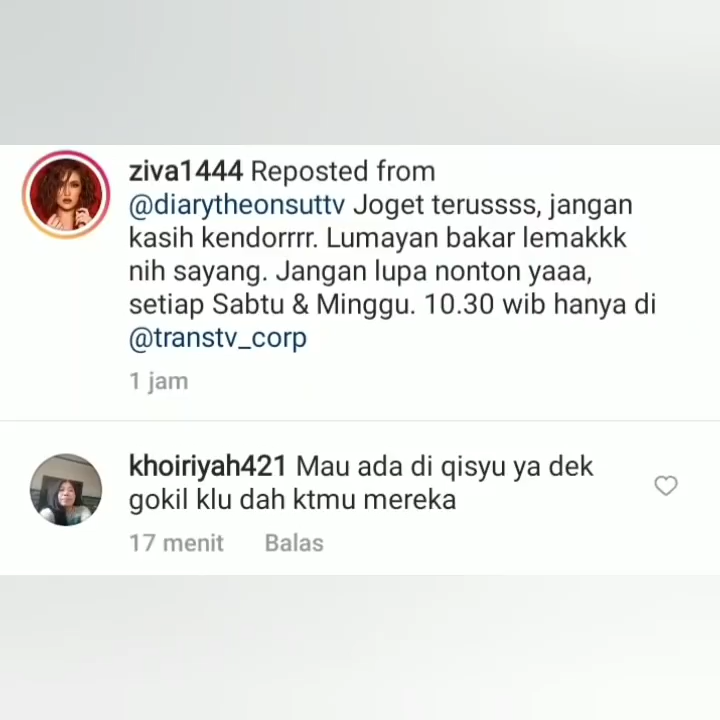 ziva1444 Reposted from
@diarytheonsuttv Joget terussss, jangan
kasih kendorrrr. Lumayan bakar lemakkk
nih sayang. Jangan lupa nonton yaaa,
setiap Sabtu & Minggu. 10.30 wib hanya di
@transtv_corp
1 jam
khoiriyah421 Mau ada di qisyu ya dek
gokil klu dah ktmu mereka
17 menit Balas